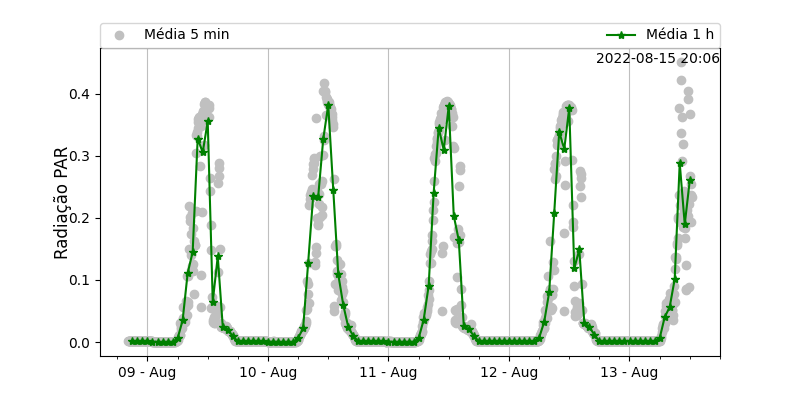 Média 5 min
Média 1 h
2022-08-15 20:06
Radiação PAR
0.4
0.3
0.2
0.1
0.0
09 - Aug
10 - Aug
11 - Aug
12 - Aug
13 - Aug